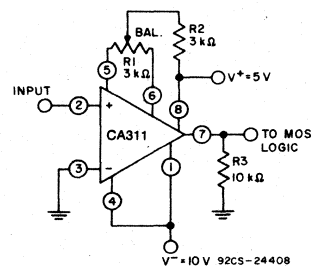 R2
3 kΩ
BAL.
R1
3 kΩ
V+ = 5 V
5
6
8
INPUT
2
+
CA311
7
TO MOS
LOGIC
3
-
1
R3
10 kΩ
4
V- = 10 V 92CS-24408